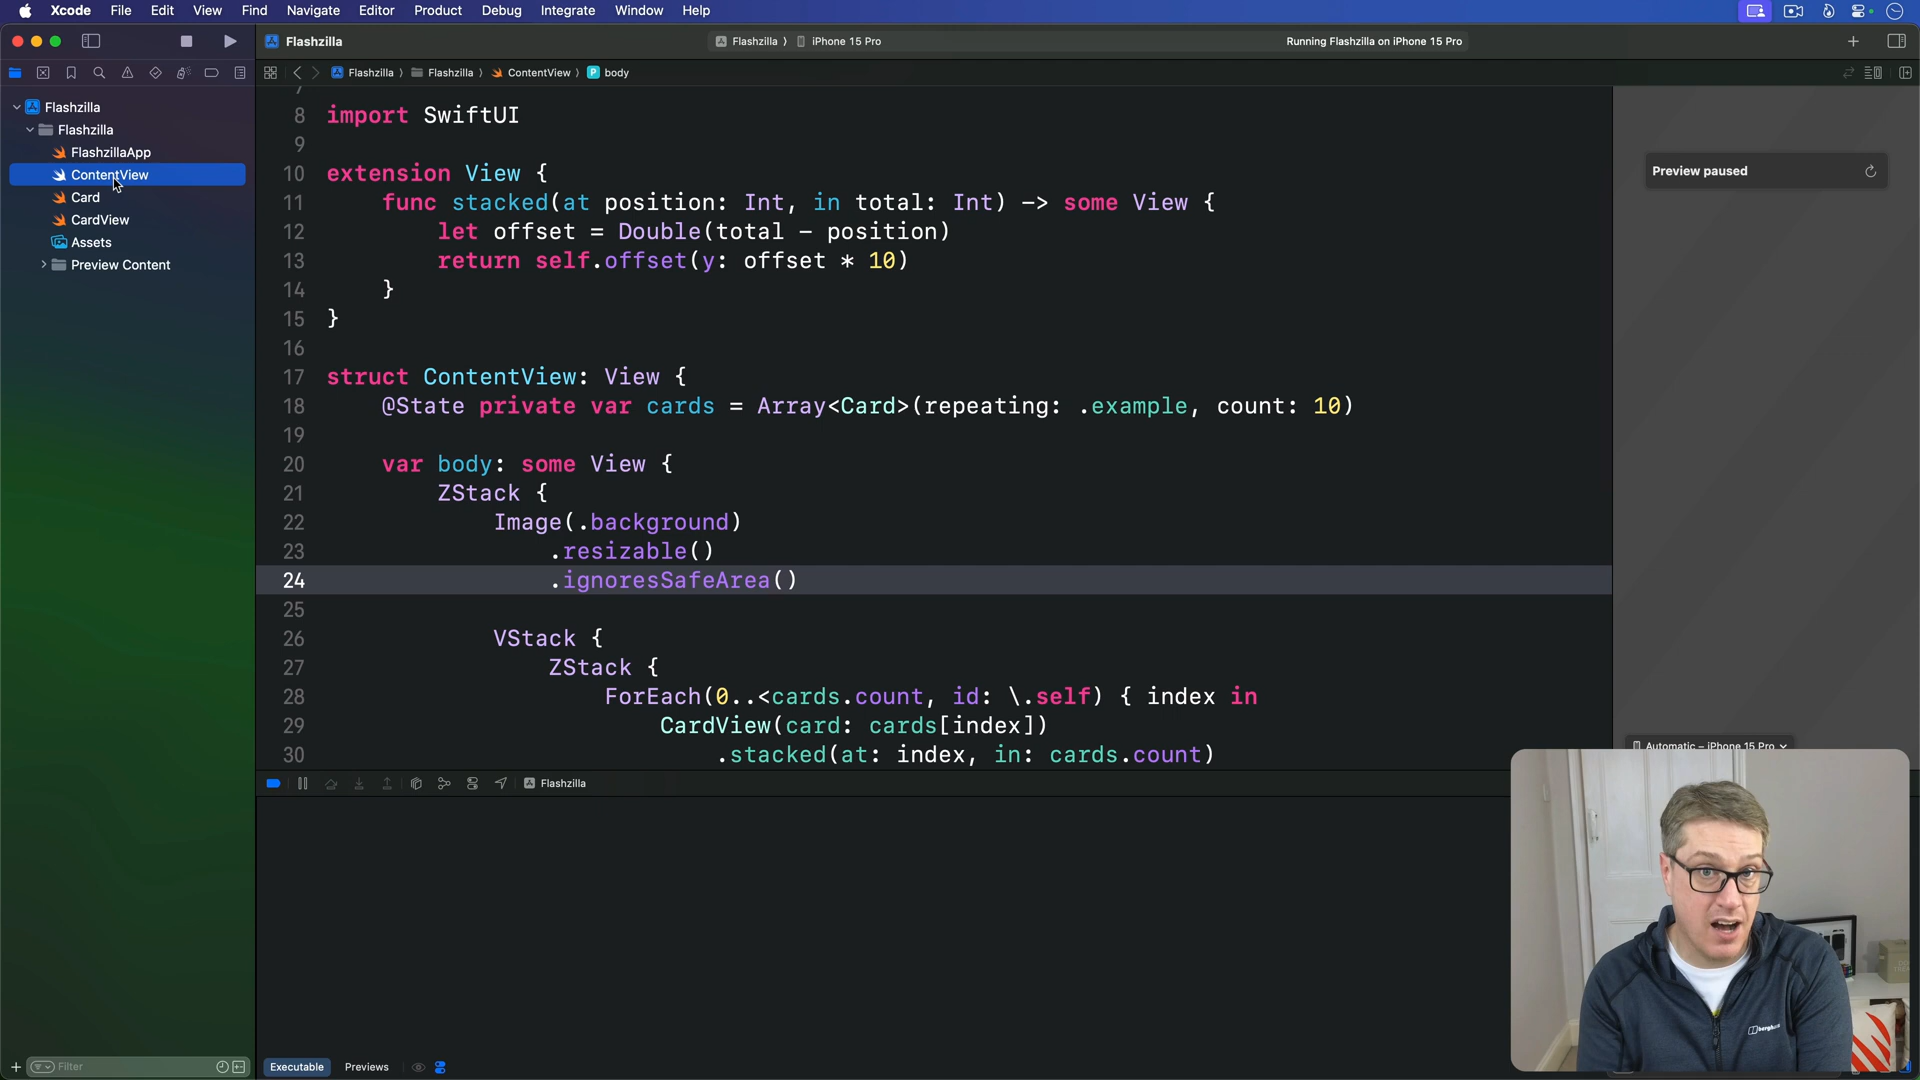 Xcode File Edit View Find Navigate Editor Product Debug Integrate Window Help
Flashzilla
Flashzilla 〉 iPhone 15 Pro
Running Flashzilla on iPhone 15 Pro
Flashzilla 〉 Flashzilla 〉 ContentView 〉 P body
Flashzilla
Flashzilla
FlashzillaApp
ContentView
Card
CardView
Assets
Preview Content
7
8 import SwiftUI
9
10 extension View {
11 func stacked(at position: Int, in total: Int) -> some View {
12 let offset = Double(total - position)
13 return self.offset(y: offset * 10)
14 }
15 }
16
17 struct ContentView: View {
18 @State private var cards = Array<Card>(repeating: .example, count: 10)
19
20 var body: some View {
21 ZStack {
22 Image(.background)
23 .resizable()
24 .ignoresSafeArea()
25
26 VStack {
27 ZStack {
28 ForEach(0..<cards.count, id: \.self) { index in
29 CardView(card: cards[index])
30 .stacked(at: index, in: cards.count)
Preview paused
Automatic – iPhone 15 Pro
Flashzilla
Filter
Executable Previews
berghaus